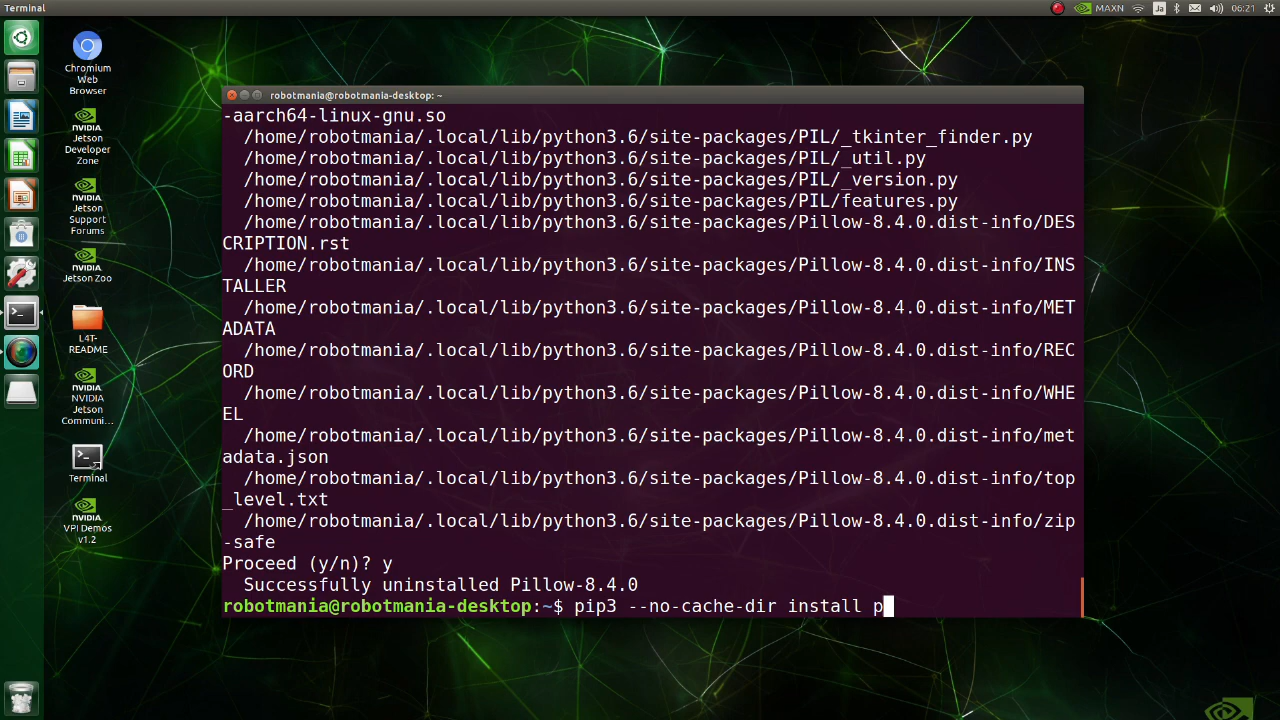 Terminal
MAXN
Ja
06:21
Chromium
Web
Browser
NVIDIA.
Jetson
Developer
Zone
NVIDIA.
Jetson
Support
Forums
NVIDIA.
Jetson Zoo
L4T-
README
NVIDIA.
NVIDIA
Jetson
Communi...
Terminal
NVIDIA.
VPI Demos
v1.2
robotmania@robotmania-desktop: ~
-aarch64-linux-gnu.so
/home/robotmania/.local/lib/python3.6/site-packages/PIL/_tkinter_finder.py
/home/robotmania/.local/lib/python3.6/site-packages/PIL/_util.py
/home/robotmania/.local/lib/python3.6/site-packages/PIL/_version.py
/home/robotmania/.local/lib/python3.6/site-packages/PIL/features.py
/home/robotmania/.local/lib/python3.6/site-packages/Pillow-8.4.0.dist-info/DES
CRIPTION.rst
/home/robotmania/.local/lib/python3.6/site-packages/Pillow-8.4.0.dist-info/INS
TALLER
/home/robotmania/.local/lib/python3.6/site-packages/Pillow-8.4.0.dist-info/MET
ADATA
/home/robotmania/.local/lib/python3.6/site-packages/Pillow-8.4.0.dist-info/REC
ORD
/home/robotmania/.local/lib/python3.6/site-packages/Pillow-8.4.0.dist-info/WHE
EL
/home/robotmania/.local/lib/python3.6/site-packages/Pillow-8.4.0.dist-info/met
adata.json
/home/robotmania/.local/lib/python3.6/site-packages/Pillow-8.4.0.dist-info/top
_level.txt
/home/robotmania/.local/lib/python3.6/site-packages/Pillow-8.4.0.dist-info/zip
-safe
Proceed (y/n)? y
Successfully uninstalled Pillow-8.4.0
robotmania@robotmania-desktop:~$ pip3 --no-cache-dir install p